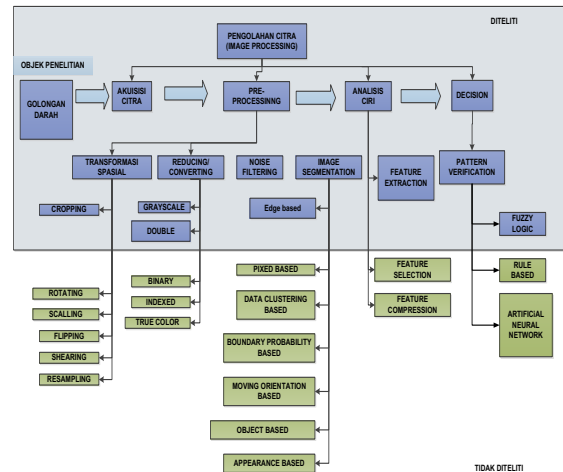 DITELITI
PENGOLAHAN CITRA
(IMAGE PROCESSING)
OBJEK PENELITIAN
GOLONGAN
DARAH
AKUISISI
CITRA
PRE-
PROCESSINNG
ANALISIS
CIRI
DECISION
TRANSFORMASI
SPASIAL
REDUCING/
CONVERTING
NOISE
FILTERING
IMAGE
SEGMENTATION
FEATURE
EXTRACTION
PATTERN
VERIFICATION
CROPPING
GRAYSCALE
DOUBLE
Edge based
FUZZY
LOGIC
PIXED BASED
FEATURE
SELECTION
RULE
BASED
BINARY
INDEXED
TRUE COLOR
ROTATING
SCALLING
FLIPPING
SHEARING
RESAMPLING
DATA CLUSTERING
BASED
FEATURE
COMPRESSION
ARTIFICIAL
NEURAL
NETWORK
BOUNDARY PROBABILITY
BASED
MOVING ORIENTATION
BASED
OBJECT BASED
APPEARANCE BASED
TIDAK DITELITI